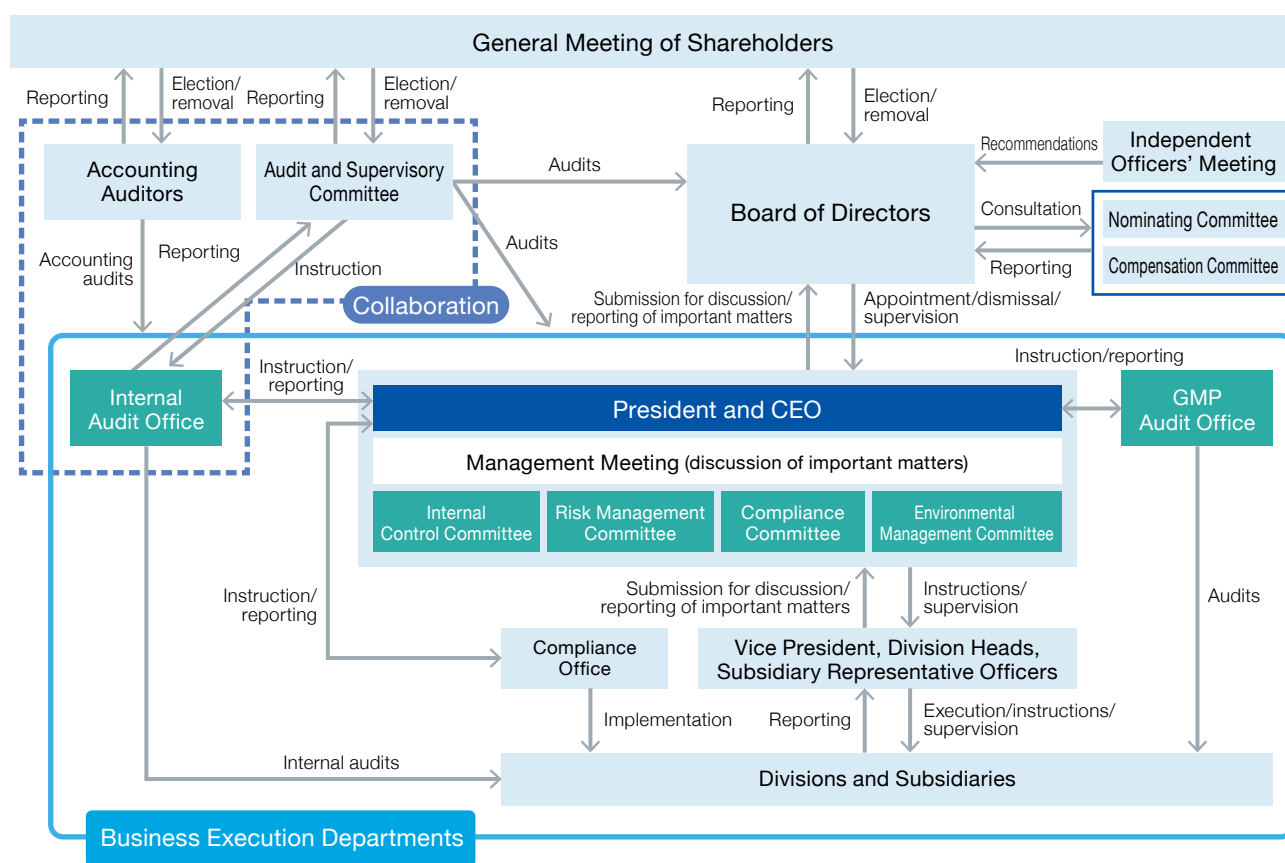 General Meeting of Shareholders
Reporting
Election/
removal
Reporting
Election/
removal
Reporting
Election/
removal
Accounting
Auditors
Audit and Supervisory
Committee
Audits
Board of Directors
Recommendations
Independent
Officers’ Meeting
Consultation
Nominating Committee
Reporting
Compensation Committee
Accounting
audits
Reporting
Instruction
Audits
Collaboration
Submission for discussion/
reporting of important matters
Appointment/dismissal/
supervision
Internal
Audit Office
Instruction/
reporting
President and CEO
Instruction/reporting
GMP
Audit Office
Management Meeting (discussion of important matters)
Internal
Control Committee
Risk Management
Committee
Compliance
Committee
Environmental
Management Committee
Instruction/
reporting
Submission for discussion/
reporting of important matters
Instructions/
supervision
Audits
Compliance
Office
Vice President, Division Heads,
Subsidiary Representative Officers
Implementation
Reporting
Execution/instructions/
supervision
Internal audits
Divisions and Subsidiaries
Business Execution Departments